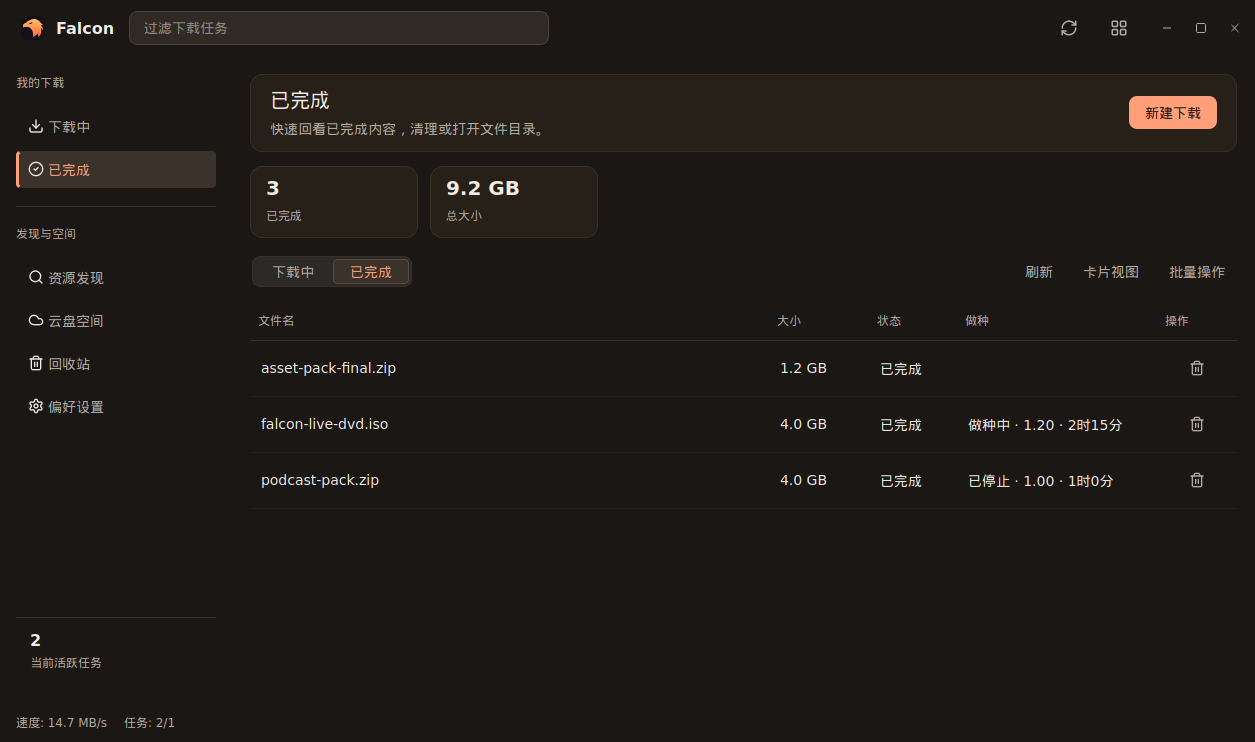 Falcon
过滤下载任务
我的下载
下载中
已完成
发现与空间
资源发现
云盘空间
回收站
偏好设置
2
当前活跃任务
速度: 14.7 MB/s 任务: 2/1
已完成
快速回看已完成内容，清理或打开文件目录。
新建下载
3
已完成
9.2 GB
总大小
下载中 已完成
刷新 卡片视图 批量操作
文件名 大小 状态 做种 操作
asset-pack-final.zip 1.2 GB 已完成
falcon-live-dvd.iso 4.0 GB 已完成 做种中 · 1.20 · 2时15分
podcast-pack.zip 4.0 GB 已完成 已停止 · 1.00 · 1时0分